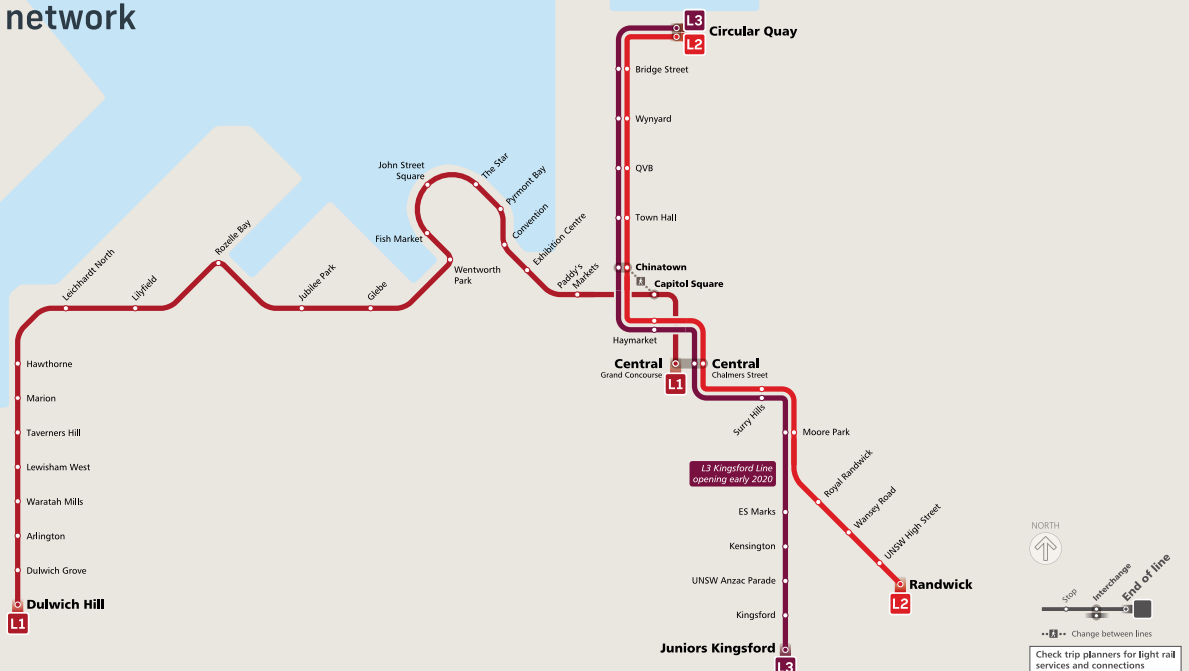 network
L3
L2
Circular Quay
Bridge Street
Wynyard
QVB
Town Hall
Chinatown
Capitol Square
Haymarket
Central
Grand Concourse
L1
Central
Chalmers Street
Surry Hills
Moore Park
L3 Kingsford Line
opening early 2020
Royal Randwick
Wansey Road
UNSW High Street
Randwick
L2
ES Marks
Kensington
UNSW Anzac Parade
Kingsford
Juniors Kingsford
L3
Paddy's
Markets
Exhibition Centre
Convention
Pyrmont Bay
The Star
John Street
Square
Fish Market
Wentworth
Park
Glebe
Jubilee Park
Rozelle Bay
Lilyfield
Leichhardt North
Hawthorne
Marion
Taverners Hill
Lewisham West
Waratah Mills
Arlington
Dulwich Grove
Dulwich Hill
L1
NORTH
Stop
Interchange
End of line
Change between lines
Check trip planners for light rail
services and connections